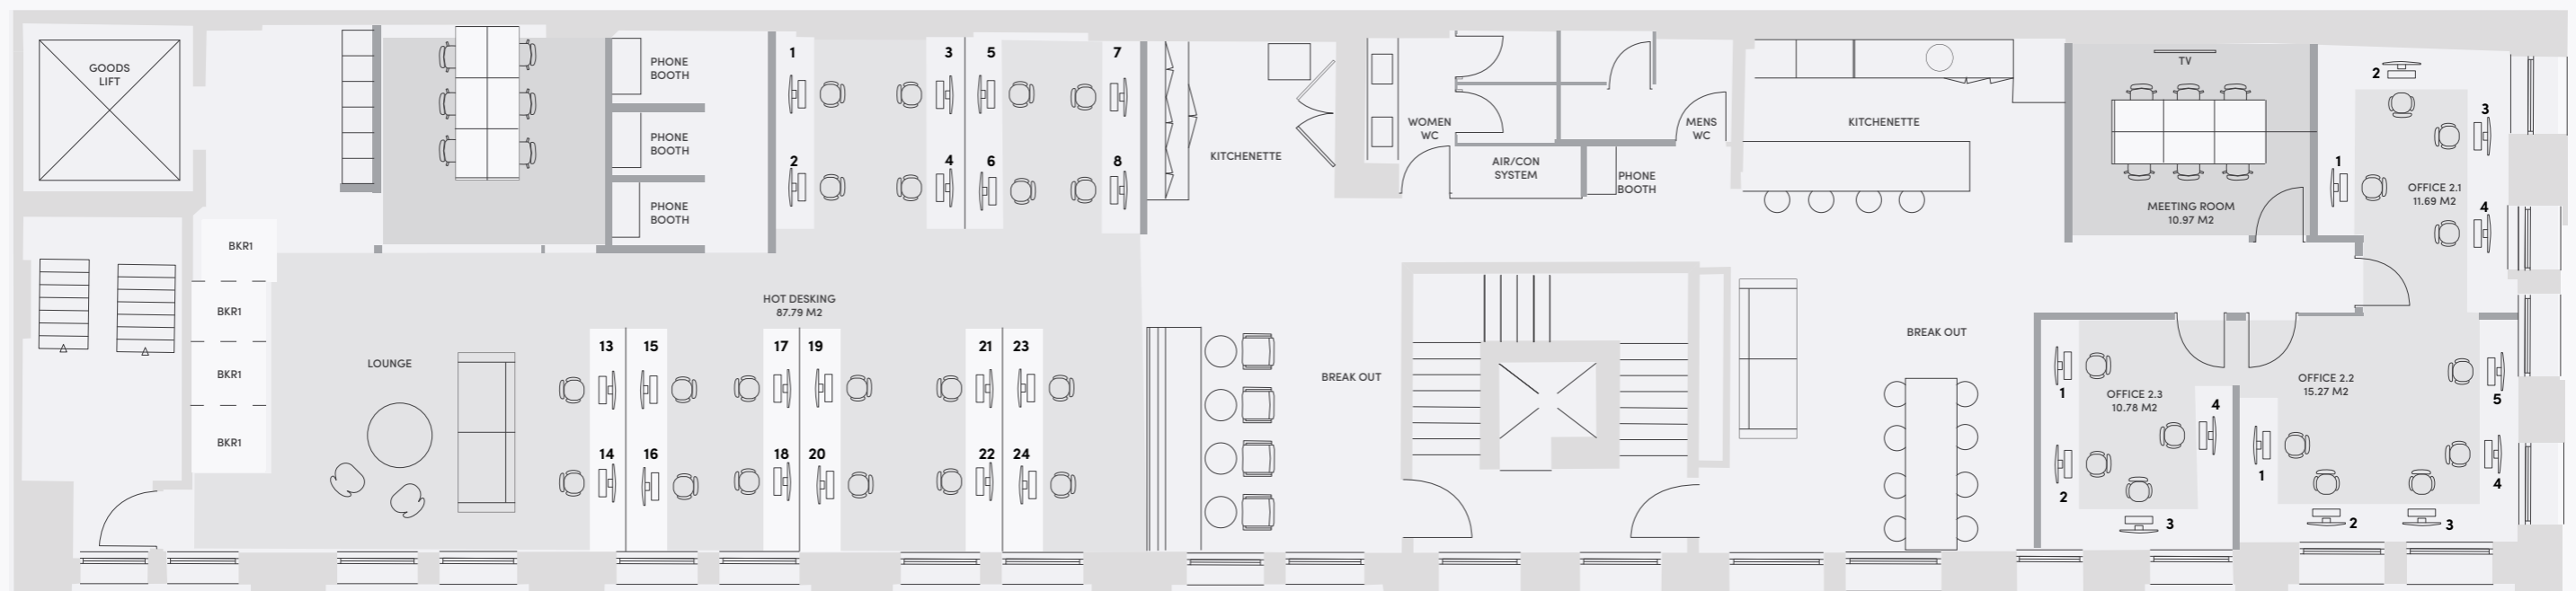 GOODS
LIFT
PHONE
BOOTH
PHONE
BOOTH
PHONE
BOOTH
1
3
5
7
2
4
6
8
KITCHENETTE
WOMEN
WC
AIR/CON
SYSTEM
PHONE
BOOTH
MENS
WC
KITCHENETTE
TV
MEETING ROOM
10.97 M2
2
3
1
OFFICE 2.1
11.69 M2
4
BKR1
BKR1
BKR1
BKR1
HOT DESKING
87.79 M2
LOUNGE
13
15
17
19
21
23
14
16
18
20
22
24
BREAK OUT
BREAK OUT
1
OFFICE 2.3
10.78 M2
4
2
3
OFFICE 2.2
15.27 M2
5
1
4
2
3